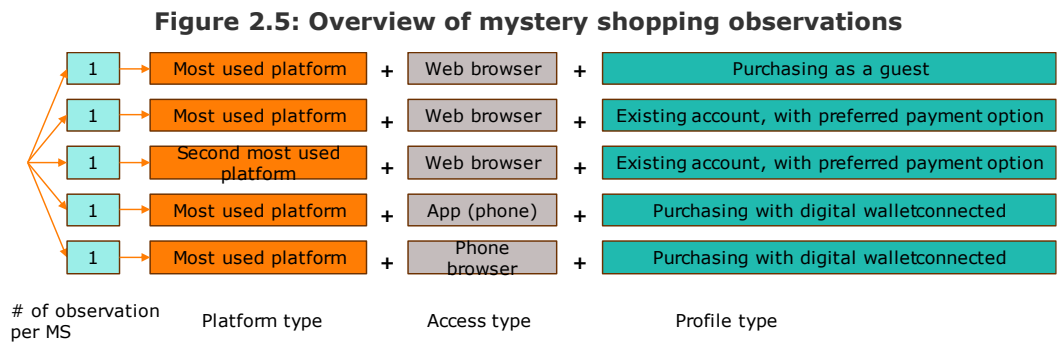 Figure 2.5: Overview of mystery shopping observations
1 Most used platform + Web browser + Purchasing as a guest
1 Most used platform + Web browser + Existing account, with preferred payment option
1 Second most used platform + Web browser + Existing account, with preferred payment option
1 Most used platform + App (phone) + Purchasing with digital walletconnected
1 Most used platform + Phone browser + Purchasing with digital walletconnected
# of observation per MS Platform type Access type Profile type